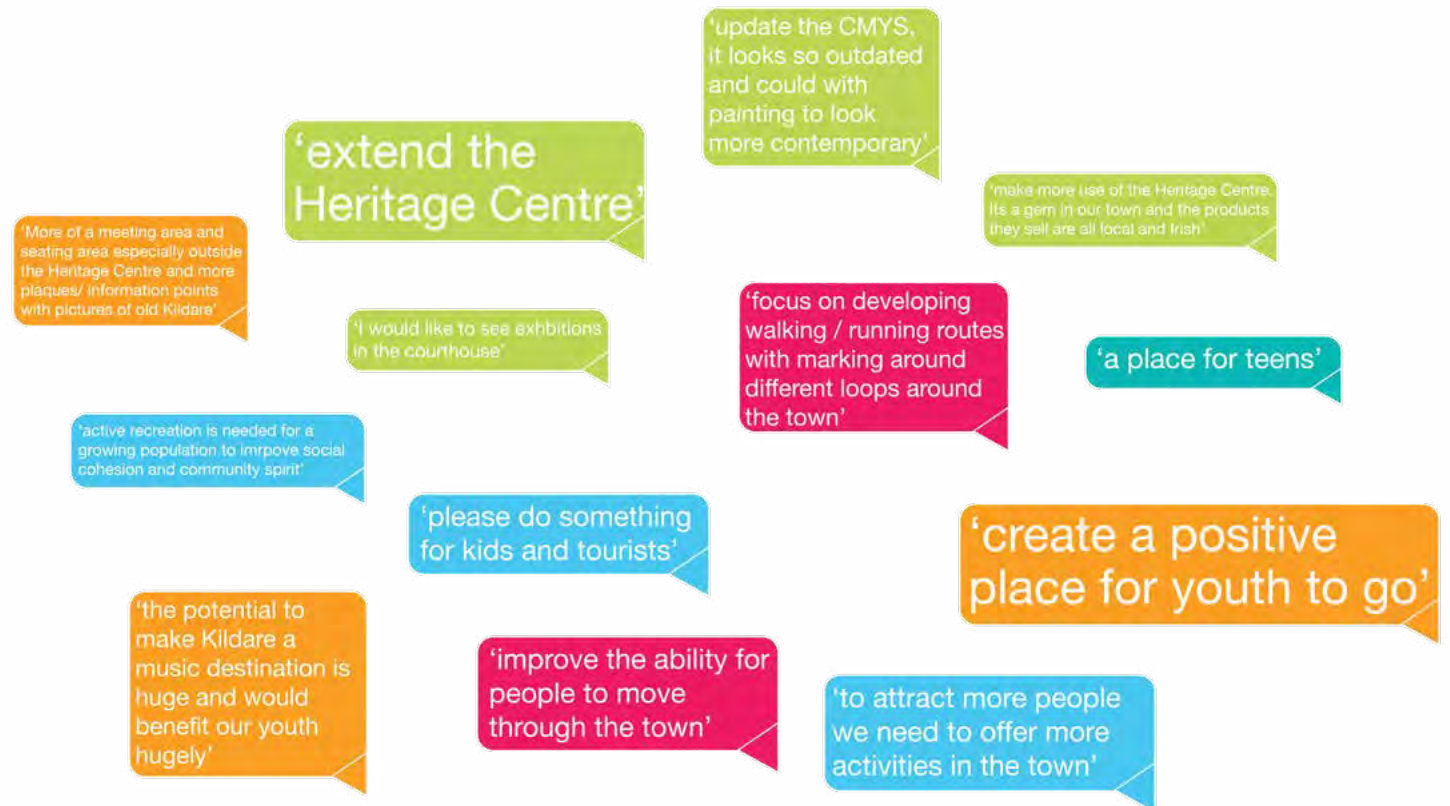 ‘update the CMYS,
it looks so outdated
and could with
painting to look
more contemporary’
‘extend the
Heritage Centre’
‘make more use of the Heritage Centre.
Its a gem in our town and the products
they sell are all local and Irish’
‘More of a meeting area and
seating area especially outside
the Heritage Centre and more
plaques/ information points
with pictures of old Kildare’
‘I would like to see exhbitions
in the courthouse’
‘focus on developing
walking / running routes
with marking around
different loops around
the town’
‘a place for teens’
‘active recreation is needed for a
growing population to imrpove social
cohesion and community spirit’
‘please do something
for kids and tourists’
‘create a positive
place for youth to go’
‘the potential to
make Kildare a
music destination is
huge and would
benefit our youth
hugely’
‘improve the ability for
people to move
through the town’
‘to attract more people
we need to offer more
activities in the town’